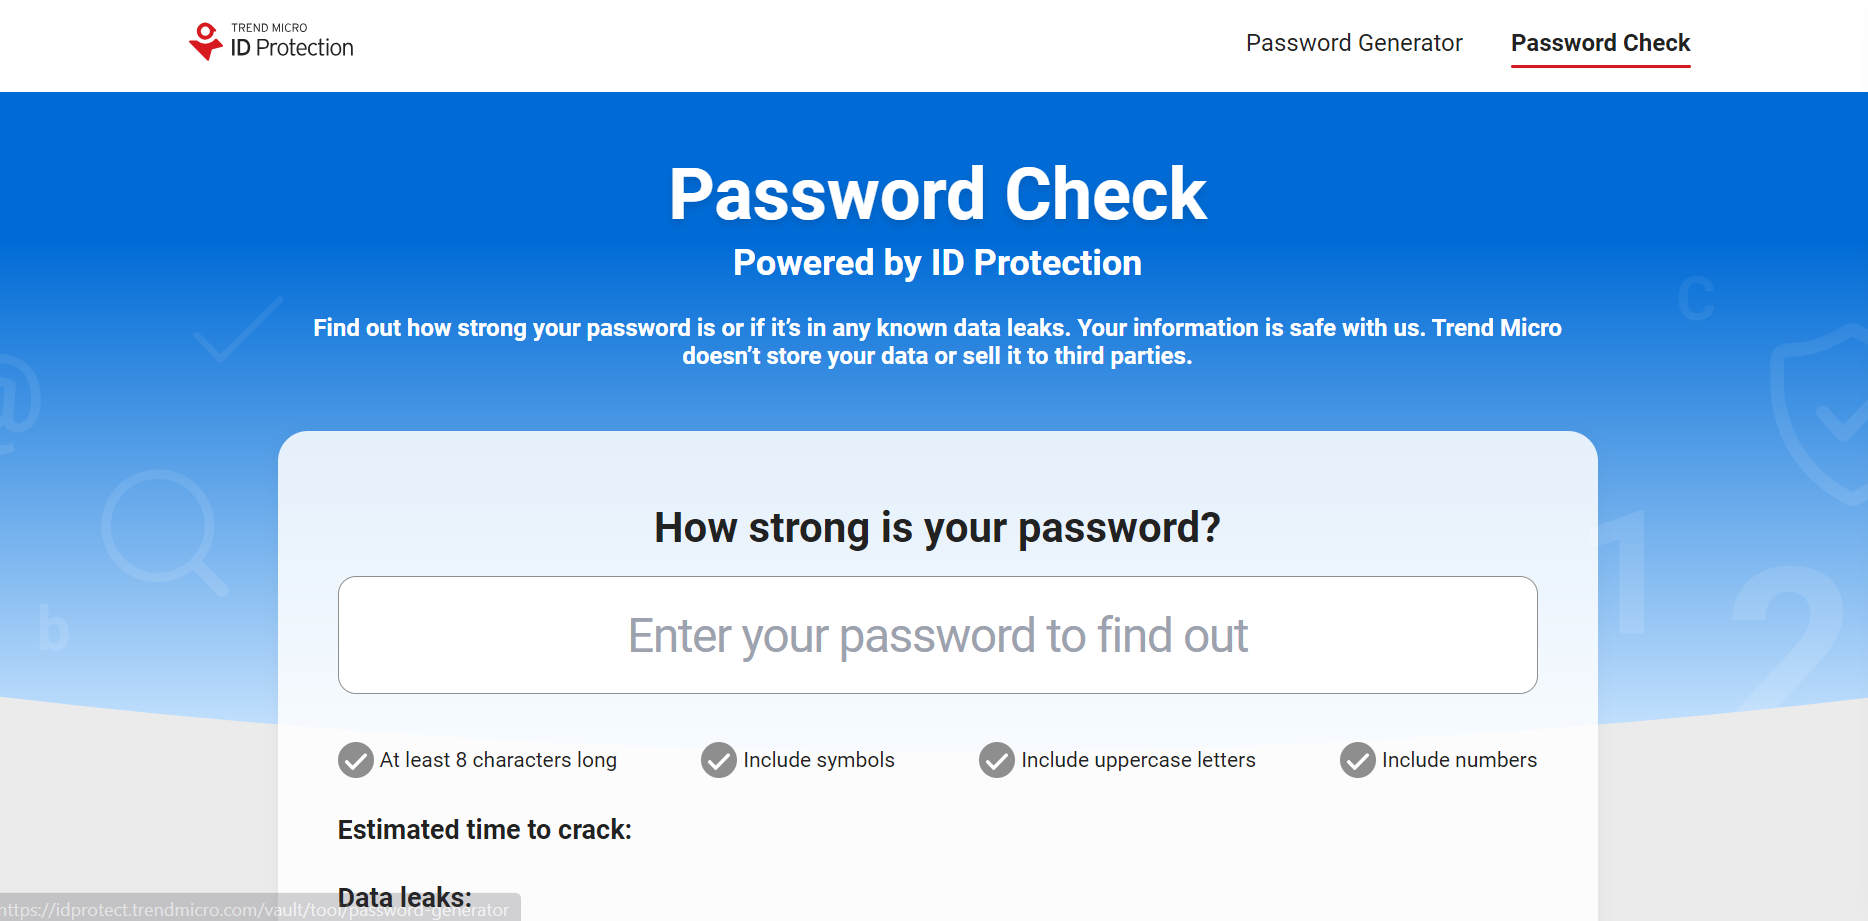 TREND MICRO
ID Protection
Password Generator
Password Check
Password Check
Powered by ID Protection
Find out how strong your password is or if it’s in any known data leaks. Your information is safe with us. Trend Micro
doesn’t store your data or sell it to third parties.
@
C
b
1
2
How strong is your password?
Enter your password to find out
At least 8 characters long
Include symbols
Include uppercase letters
Include numbers
Estimated time to crack:
Data leaks:
https://idprotect.trendmicro.com/vault/tool/password-generator